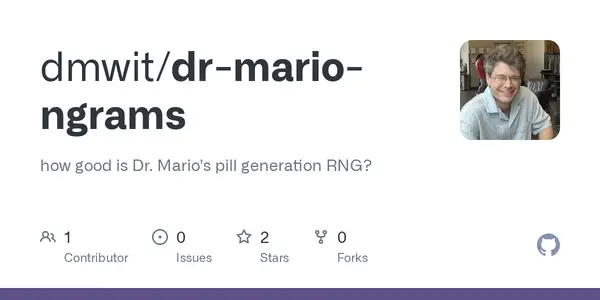 dmwit/dr-mario-
ngrams
how good is Dr. Mario's pill generation RNG?
1 0 2 0
Contributor Issues Stars Forks